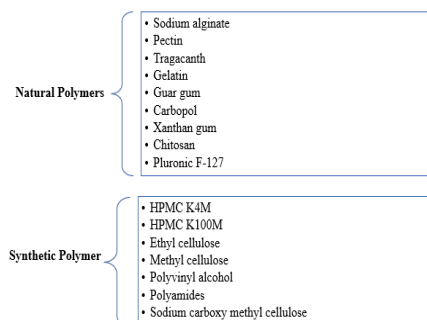 Natural Polymers
• Sodium alginate
• Pectin
• Tragacanth
• Gelatin
• Guar gum
• Carbopol
• Xanthan gum
• Chitosan
• Pluronic F-127
Synthetic Polymer
• HPMC K4M
• HPMC K100M
• Ethyl cellulose
• Methyl cellulose
• Polyvinyl alcohol
• Polyamides
• Sodium carboxy methyl cellulose